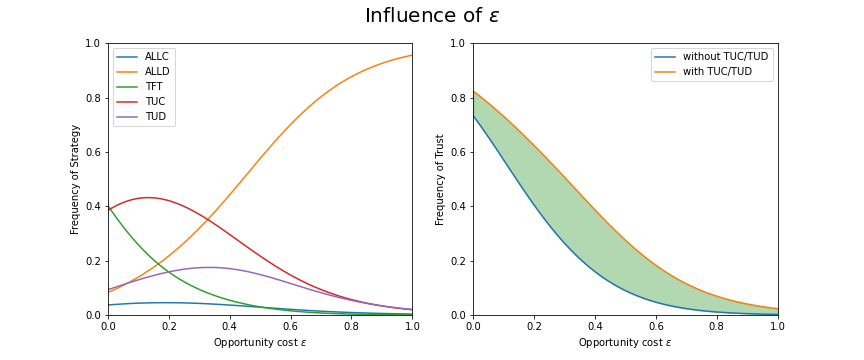 Influence of ε
1.0
0.8
0.6
0.4
0.2
0.0
Frequency of Strategy
ALLC
ALLD
TFT
TUC
TUD
0.0 0.2 0.4 0.6 0.8 1.0
Opportunity cost ε
1.0
0.8
0.6
0.4
0.2
0.0
Frequency of Trust
without TUC/TUD
with TUC/TUD
0.0 0.2 0.4 0.6 0.8 1.0
Opportunity cost ε